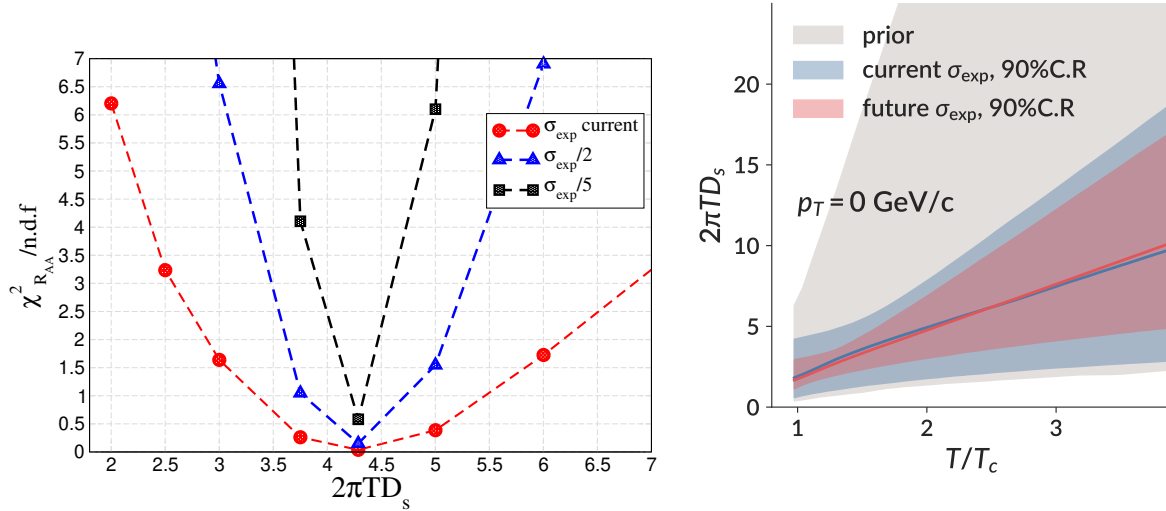 7
6.5
6
5.5
5
4.5
4
3.5
3
2.5
2
1.5
1
0.5
0
2 2.5 3 3.5 4 4.5 5 5.5 6 6.5 7
χ² R_AA /n.d.f
2πTD_s
σ_exp current
σ_exp/2
σ_exp/5
prior
current σ_exp, 90%C.R
future σ_exp, 90%C.R
p_T = 0 GeV/c
20
15
10
5
0
1 2 3
2πTD_s
T/T_c